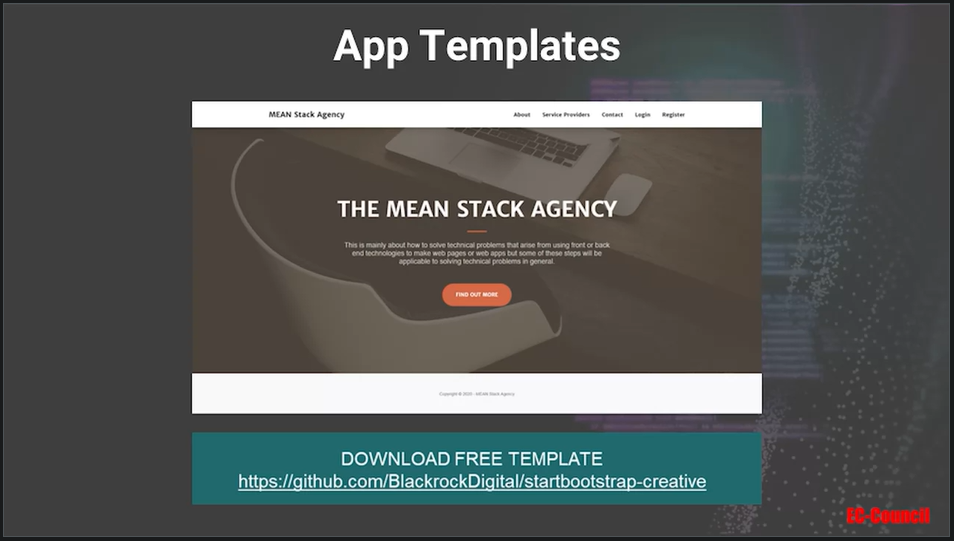 App Templates
MEAN Stack Agency
About Service Providers Contact Login Register
THE MEAN STACK AGENCY
This is mainly about how to solve technical problems that arise from using front or back
end technologies to make web pages or web apps but some of these steps will be
applicable to solving technical problems in general.
FIND OUT MORE
Copyright © 2020 - MEAN Stack Agency
DOWNLOAD FREE TEMPLATE
https://github.com/BlackrockDigital/startbootstrap-creative
EC-Council